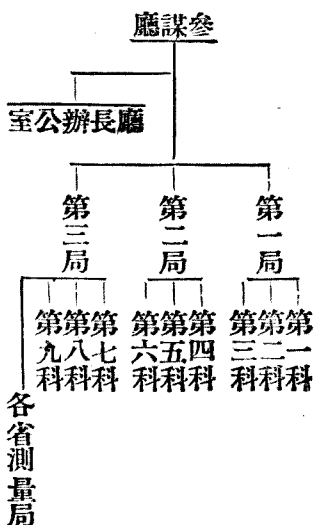 參謀廳
廳長辦公室
第一局
第二局
第三局
第一科
第二科
第三科
第四科
第五科
第六科
第七科
第八科
第九科
各省測量局